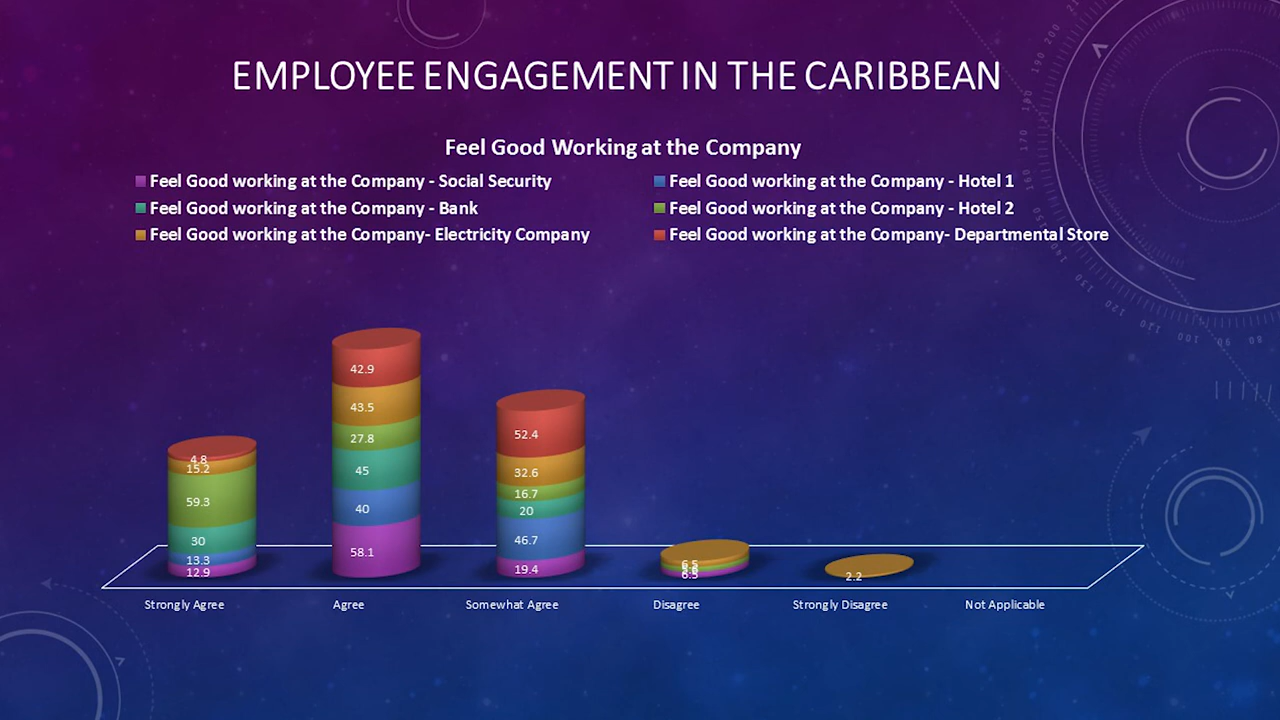 EMPLOYEE ENGAGEMENT IN THE CARIBBEAN
Feel Good Working at the Company
Feel Good working at the Company - Social Security
Feel Good working at the Company - Hotel 1
Feel Good working at the Company - Bank
Feel Good working at the Company - Hotel 2
Feel Good working at the Company- Electricity Company
Feel Good working at the Company- Departmental Store
4.8
15.2
59.3
30
13.3
12.9
42.9
43.5
27.8
45
40
58.1
52.4
32.6
16.7
20
46.7
19.4
6.5
6.5
2.2
Strongly Agree
Agree
Somewhat Agree
Disagree
Strongly Disagree
Not Applicable